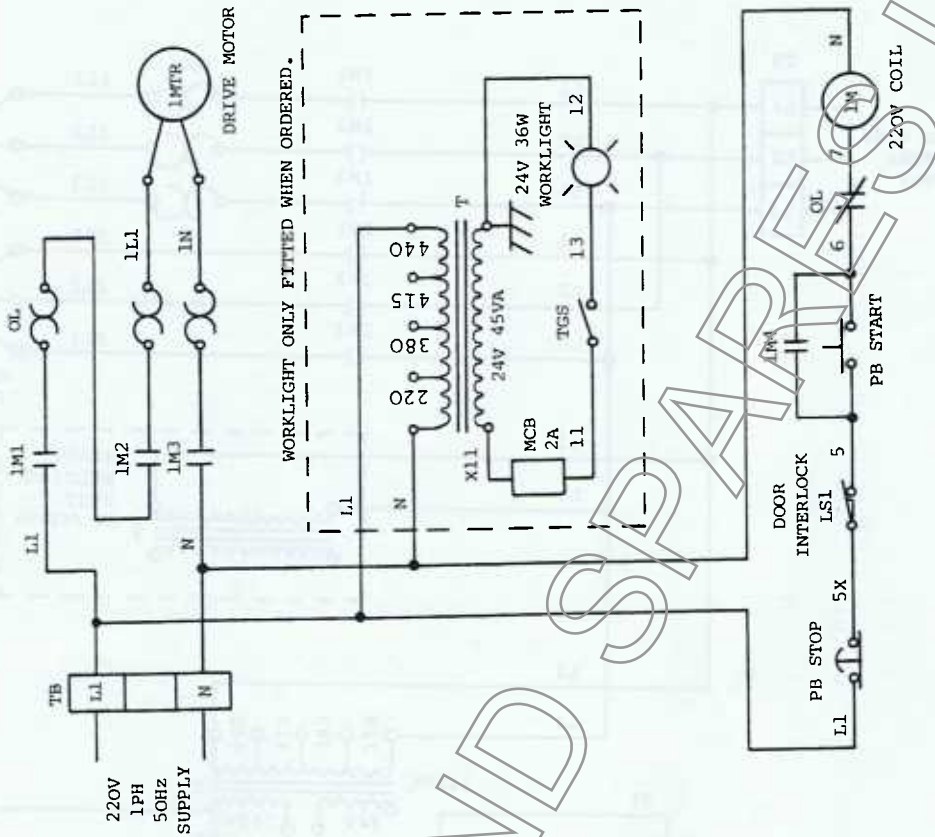 220V
1PH
50Hz
SUPPLY
TB
L1
N
L1
N
1M1
1M2
1M3
OL
1L1
1N
1MTR
DRIVE MOTOR
WORKLIGHT ONLY FITTED WHEN ORDERED.
L1
N
220
380
415
440
T
X11
24V 45VA
MCB
2A
11
TGS
13
12
24V 36W
WORKLIGHT
L1
PB STOP
5X
DOOR
INTERLOCK
LS1
5
1M4
PB START
6
OL
7
1M
N
220V COIL
ND SPARES L